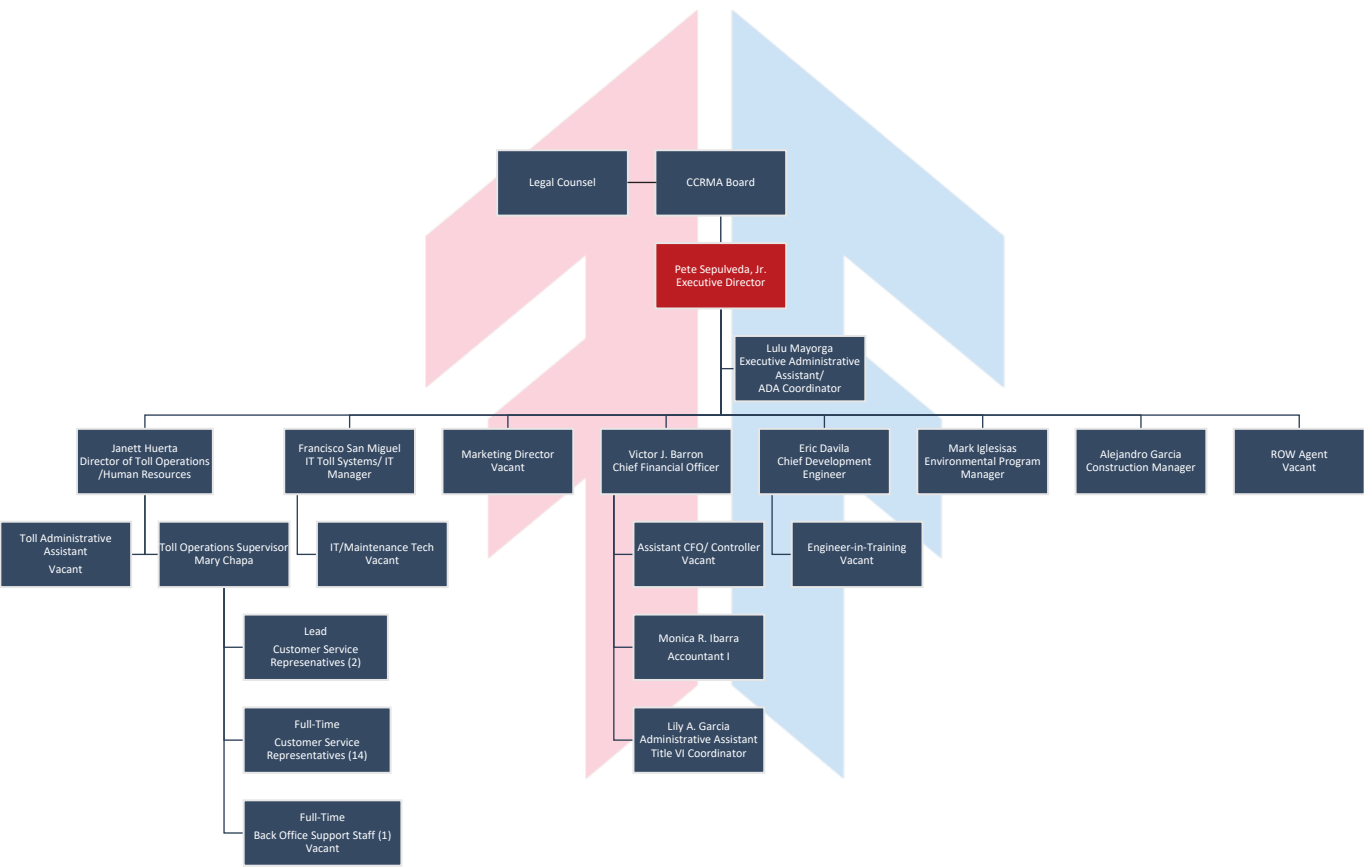 Legal Counsel
CCRMA Board
Pete Sepulveda, Jr.
Executive Director
Lulu Mayorga
Executive Administrative
Assistant/
ADA Coordinator
Janett Huerta
Director of Toll Operations
/Human Resources
Francisco San Miguel
IT Toll Systems/ IT
Manager
Marketing Director
Vacant
Victor J. Barron
Chief Financial Officer
Eric Davila
Chief Development
Engineer
Mark Iglesisas
Environmental Program
Manager
Alejandro Garcia
Construction Manager
ROW Agent
Vacant
Toll Administrative
Assistant
Vacant
Toll Operations Supervisor
Mary Chapa
IT/Maintenance Tech
Vacant
Assistant CFO/ Controller
Vacant
Engineer-in-Training
Vacant
Lead
Customer Service
Represenatives (2)
Monica R. Ibarra
Accountant I
Full-Time
Customer Service
Representatives (14)
Lily A. Garcia
Administrative Assistant
Title VI Coordinator
Full-Time
Back Office Support Staff (1)
Vacant